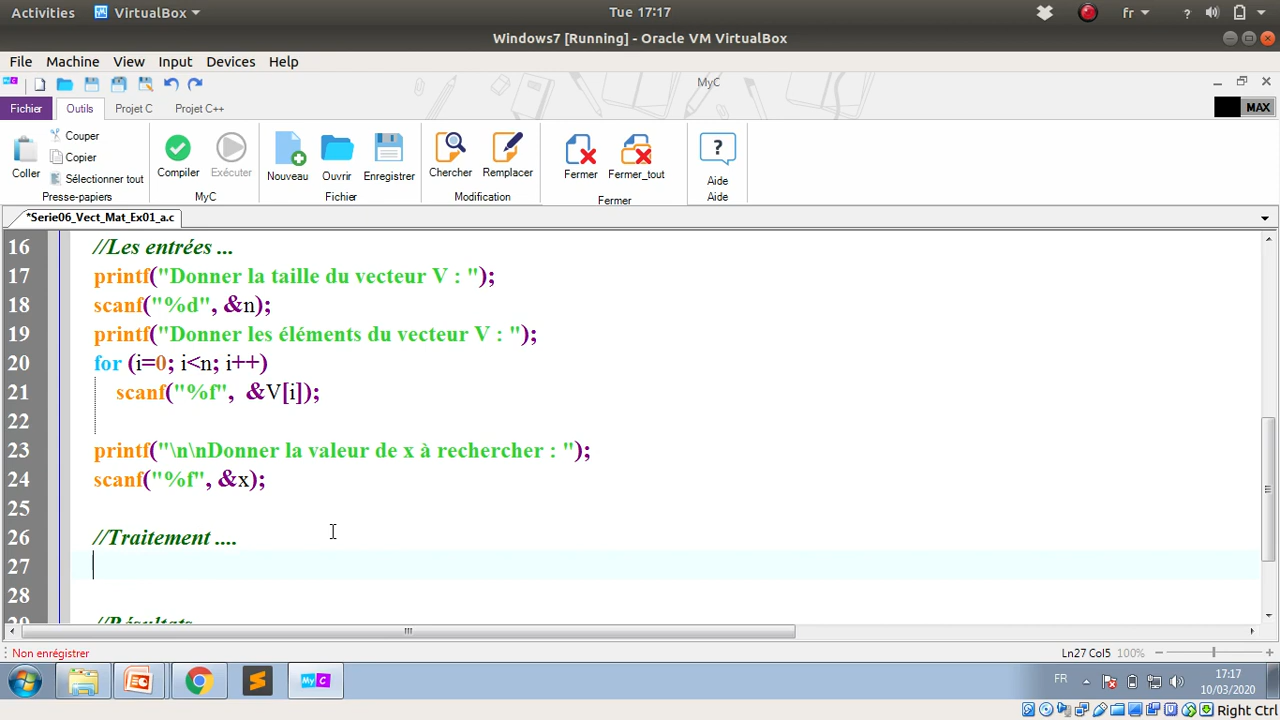 Activities VirtualBox Tue 17:17 fr ?
Windows7 [Running] - Oracle VM VirtualBox
File Machine View Input Devices Help
MyC
Fichier Outils Projet C Projet C++ MAX
Couper
Copier
Sélectionner tout
Coller
Compiler Exécuter Nouveau Ouvrir Enregistrer Chercher Remplacer Fermer Fermer_tout Aide
Presse-papiers MyC Fichier Modification Fermer Aide
*Serie06_Vect_Mat_Ex01_a.c
16 //Les entrées ...
17 printf("Donner la taille du vecteur V : ");
18 scanf("%d", &n);
19 printf("Donner les éléments du vecteur V : ");
20 for (i=0; i<n; i++)
21 scanf("%f", &V[i]);
22
23 printf("\n\nDonner la valeur de x à rechercher : ");
24 scanf("%f", &x);
25
26 //Traitement ....
27
28
29 //Résultats
Non enregistrer Ln27 Col5 100%
MyC FR 17:17
10/03/2020
Right Ctrl